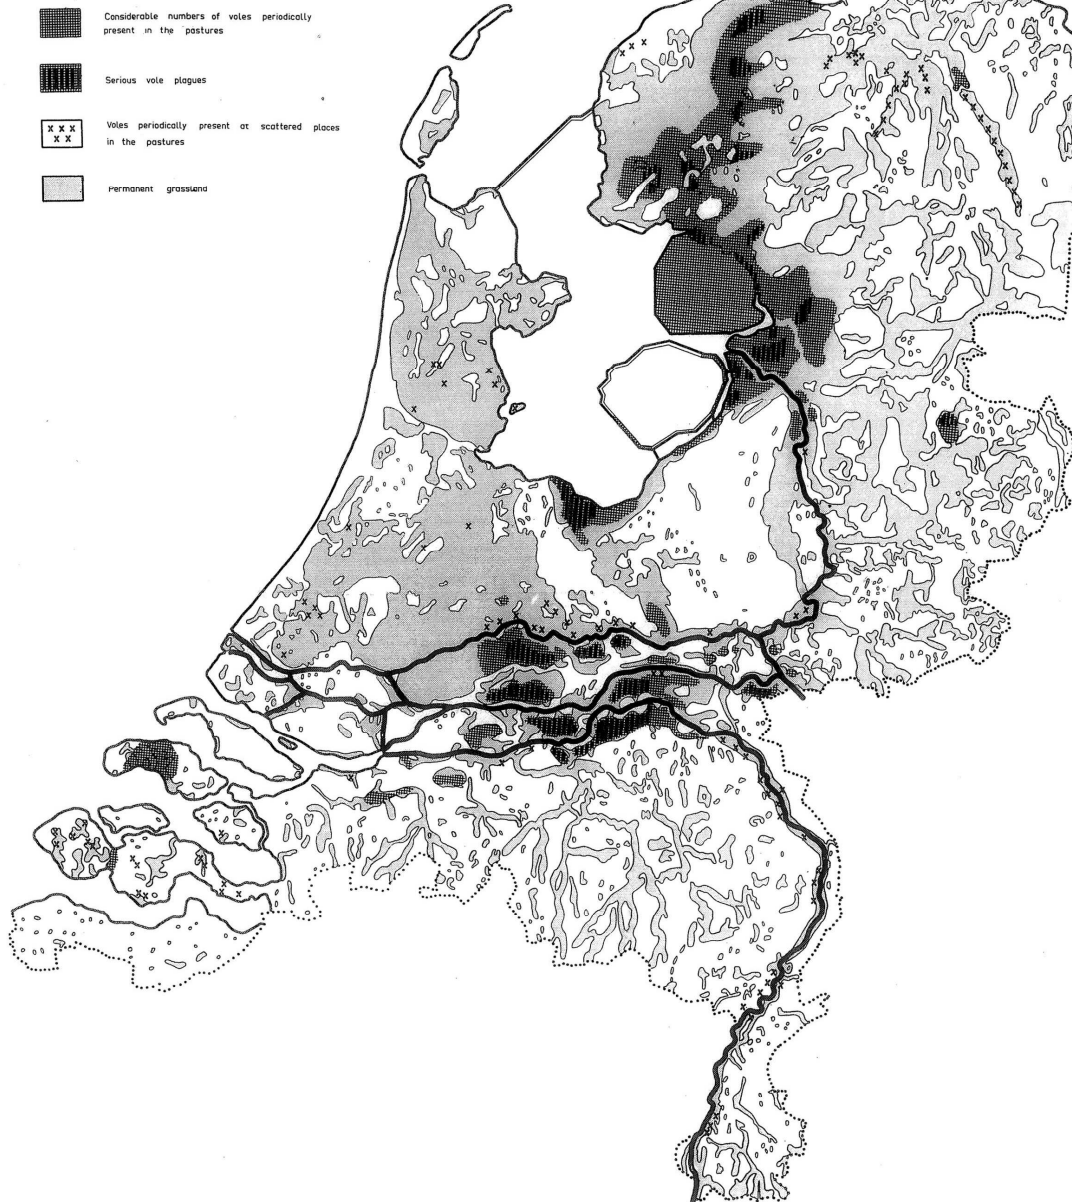 Considerable numbers of voles periodically
present in the pastures
Serious vole plagues
Voles periodically present at scattered places
in the pastures
Permanent grassland